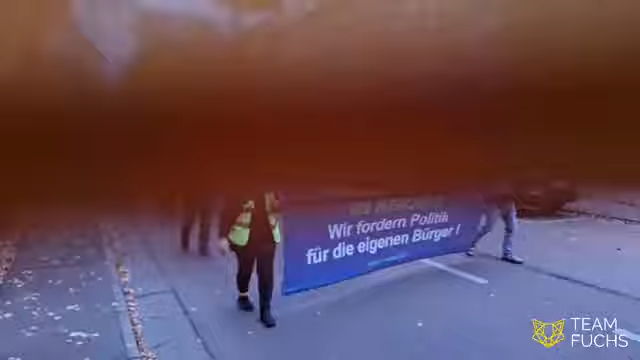 Wir fordern Politik
für die eigenen Bürger !
TEAM
FUCHS